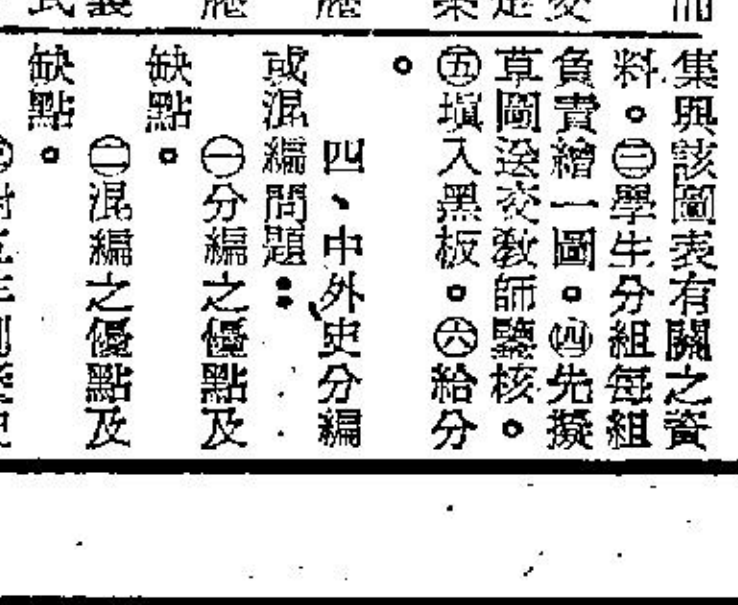 集與該圖表有關之資
料。㊂學生分組每組
負責繪一圖。㊃先擬
草圖送交教師鑒核。
㊄塡入黑板。㊅給分
。
四、中外史分編
或混編問題：
㊀分編之優點及
缺點。
㊁混編之優點及
缺點。